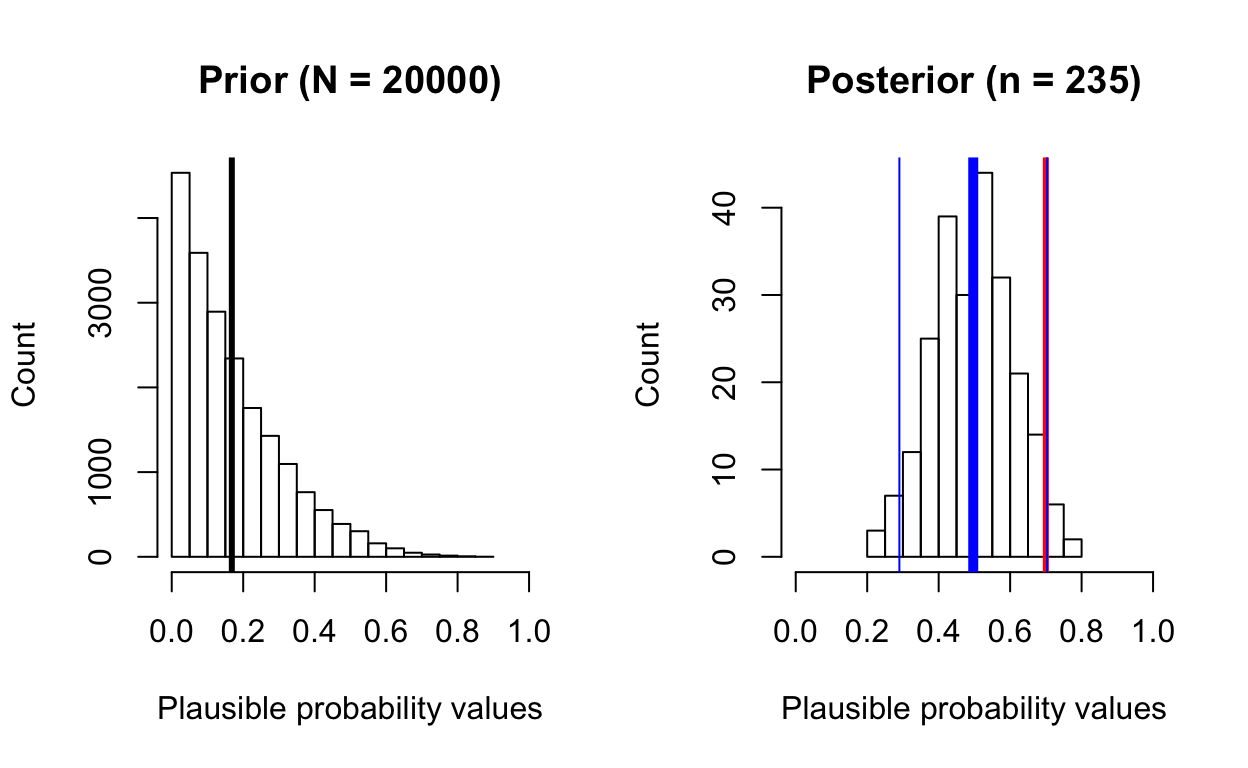 Prior (N = 20000)
Count
3000
1000
0
0.0 0.2 0.4 0.6 0.8 1.0
Plausible probability values
Posterior (n = 235)
Count
40
30
20
10
0
0.0 0.2 0.4 0.6 0.8 1.0
Plausible probability values